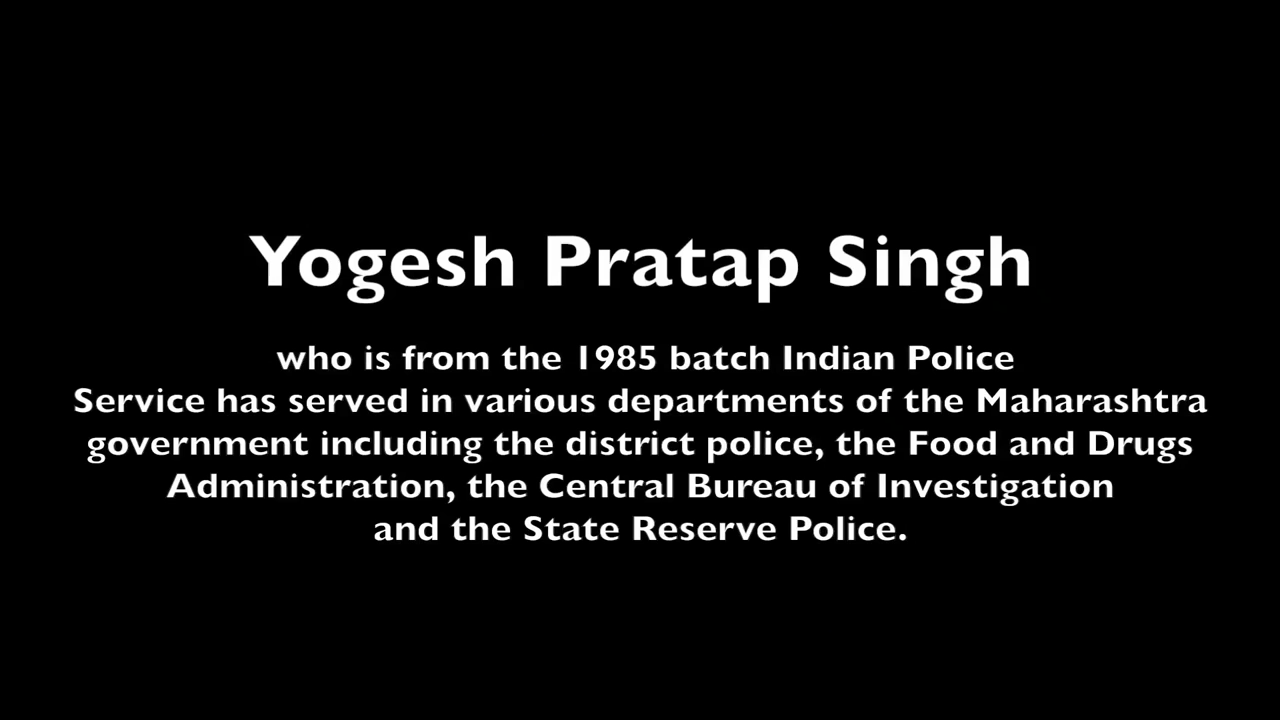 Yogesh Pratap Singh
who is from the 1985 batch Indian Police
Service has served in various departments of the Maharashtra
government including the district police, the Food and Drugs
Administration, the Central Bureau of Investigation
and the State Reserve Police.